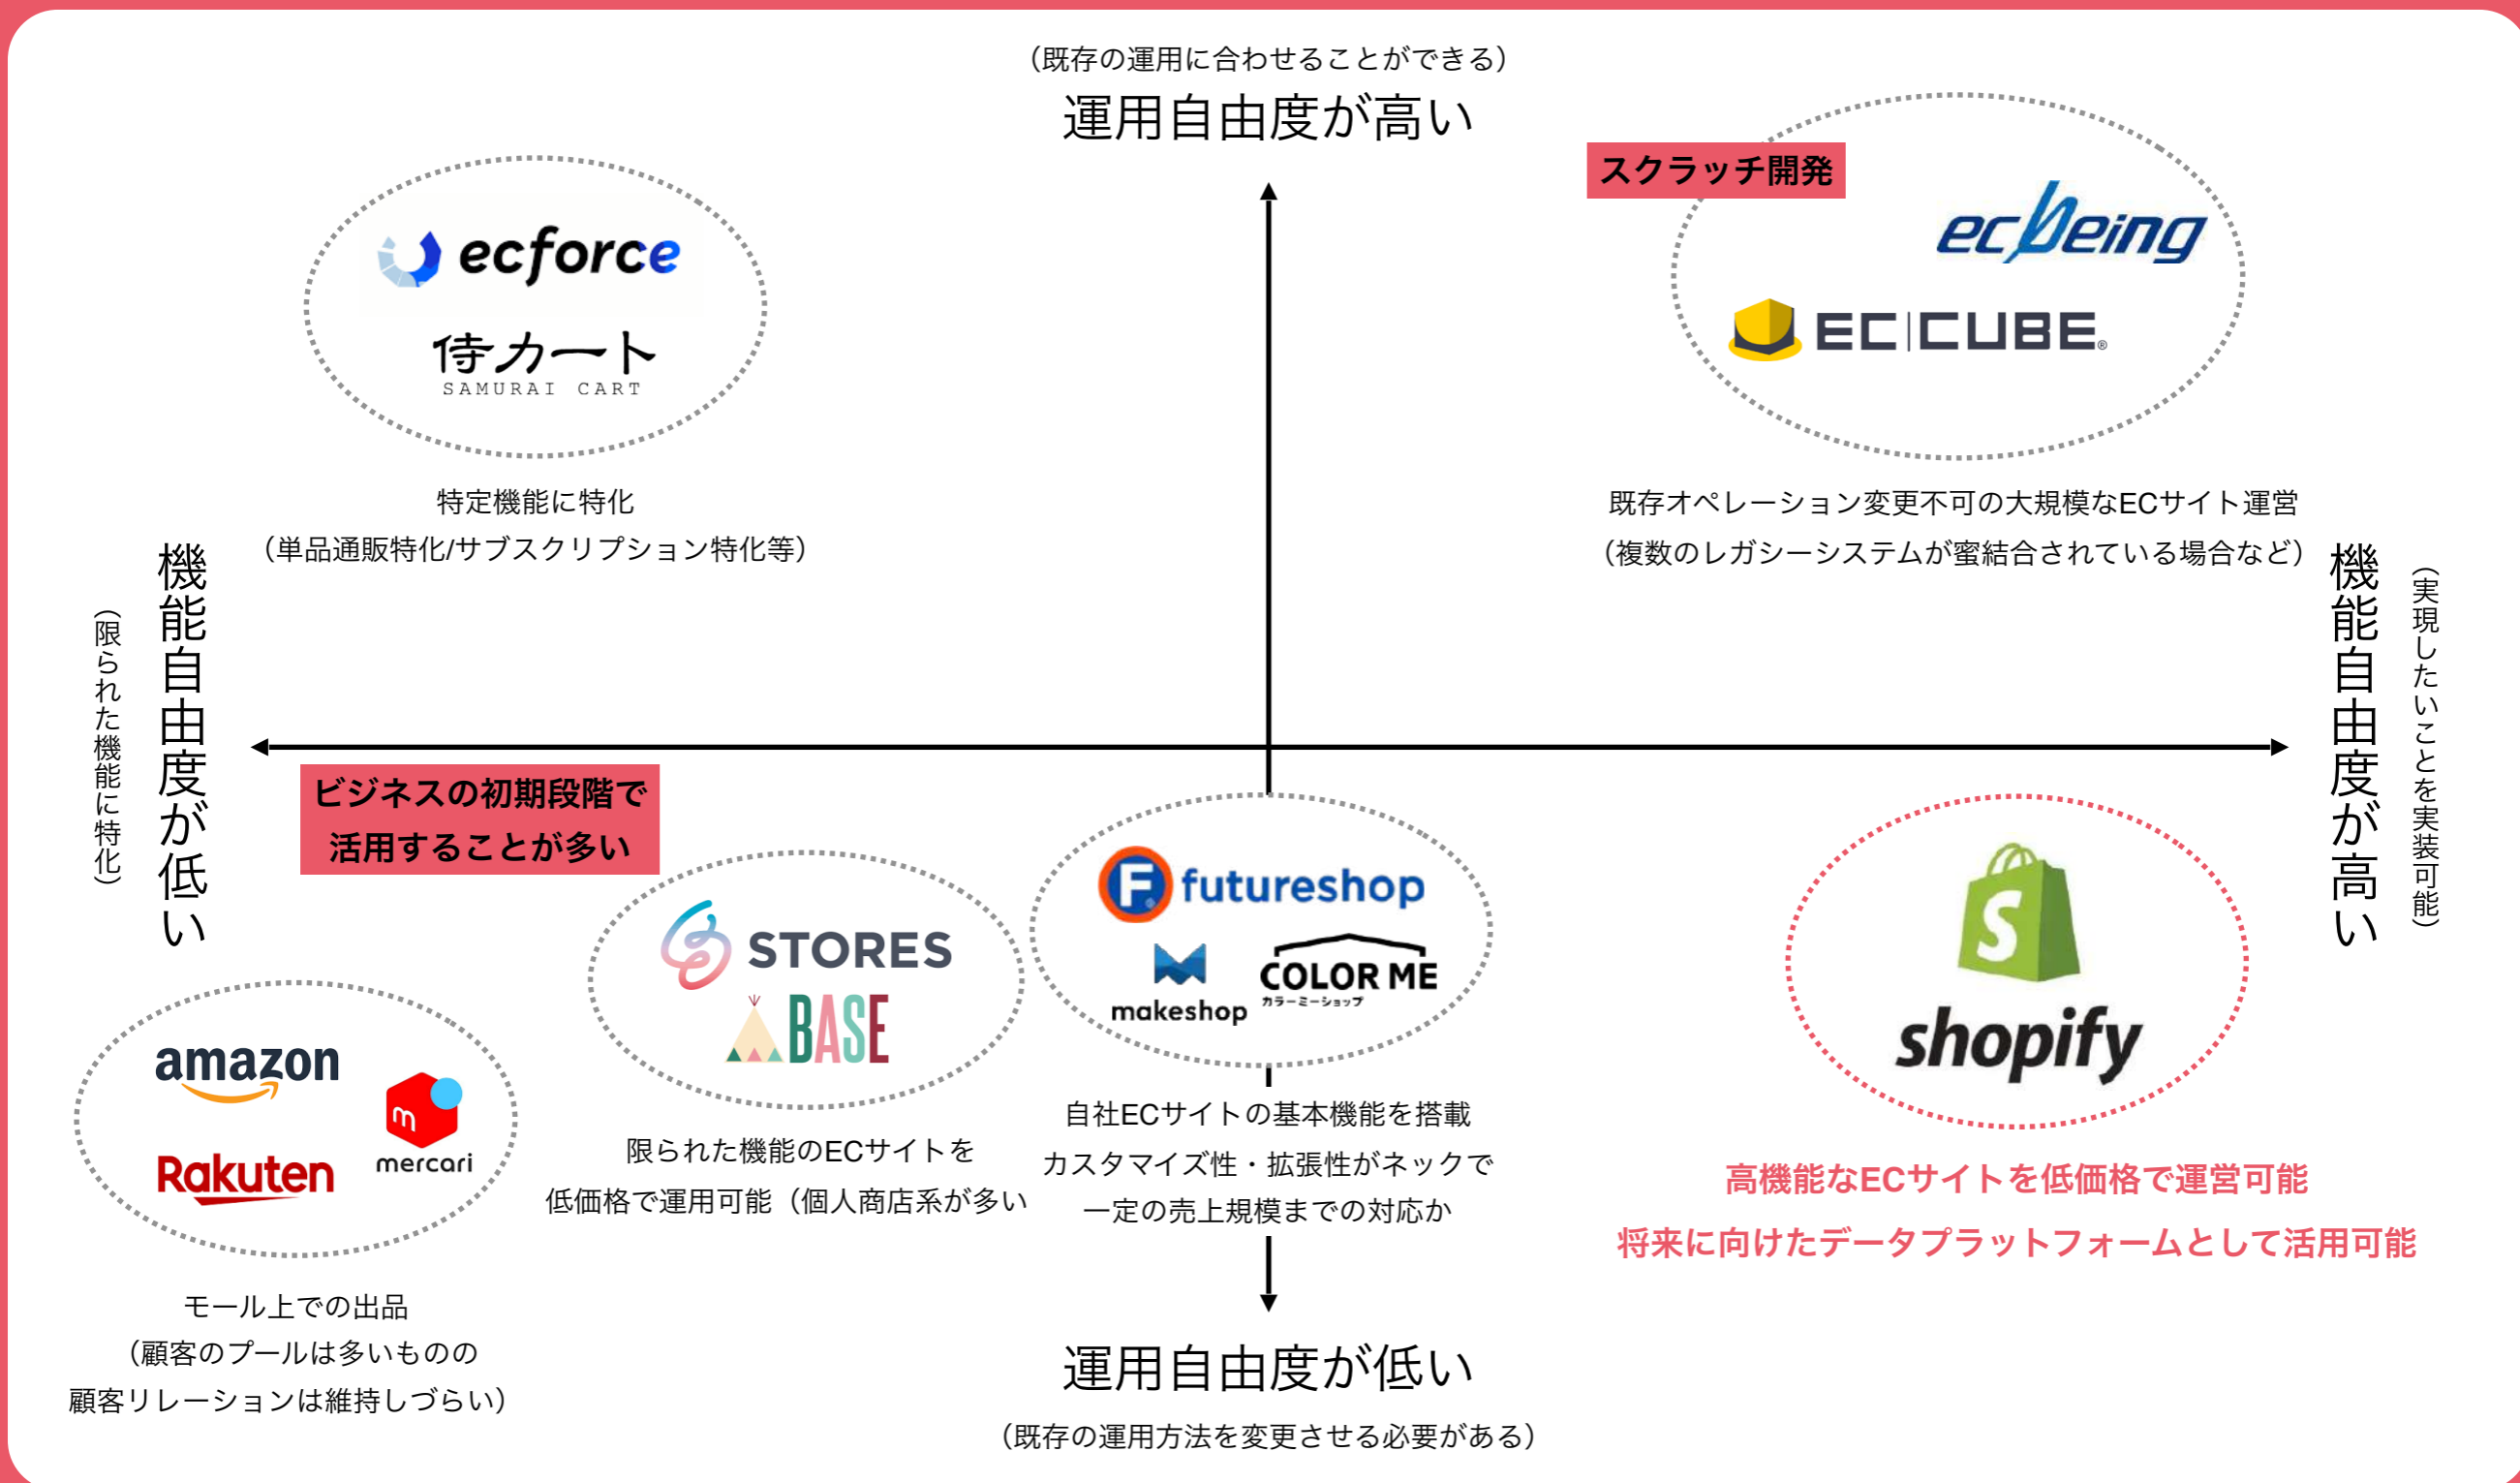 （既存の運用に合わせることができる）
運用自由度が高い
スクラッチ開発
ecforce
侍カート
SAMURAI CART
ecbeing
EC CUBE®
特定機能に特化
（単品通販特化/サブスクリプション特化等）
既存オペレーション変更不可の大規模なECサイト運営
（複数のレガシーシステムが蜜結合されている場合など）
（限られた機能に特化）
機能自由度が低い
機能自由度が高い
（実現したいことを実装可能）
ビジネスの初期段階で
活用することが多い
STORES
BASE
F futureshop
makeshop
COLOR ME
カラーミーショップ
S
shopify
amazon
Rakuten
m
mercari
限られた機能のECサイトを
低価格で運用可能（個人商店系が多い
自社ECサイトの基本機能を搭載
カスタマイズ性・拡張性がネックで
一定の売上規模までの対応か
高機能なECサイトを低価格で運営可能
将来に向けたデータプラットフォームとして活用可能
モール上での出品
（顧客のプールは多いものの
顧客リレーションは維持しづらい）
運用自由度が低い
（既存の運用方法を変更させる必要がある）